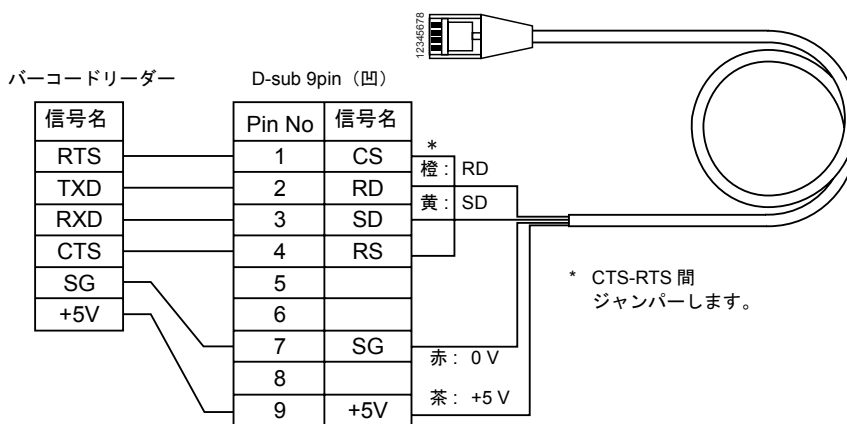 12345678
バーコードリーダー
D-sub 9pin（凹）
信号名
RTS
TXD
RXD
CTS
SG
+5V
Pin No 信号名
1 CS
2 RD
3 SD
4 RS
5
6
7 SG
8
9 +5V
*
橙： RD
黄： SD
赤： 0 V
茶： +5 V
* CTS-RTS 間
ジャンパーします。